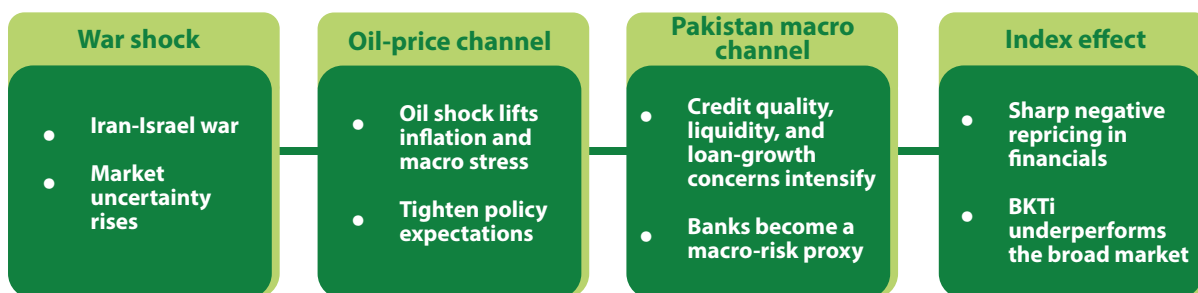 War shock
Iran-Israel war
Market
uncertainty
rises
Oil-price channel
Oil shock lifts
inflation and
macro stress
Tighten policy
expectations
Pakistan macro
channel
Credit quality,
liquidity, and
loan-growth
concerns intensify
Banks become a
macro-risk proxy
Index effect
Sharp negative
repricing in
financials
BKTi
underperforms
the broad market